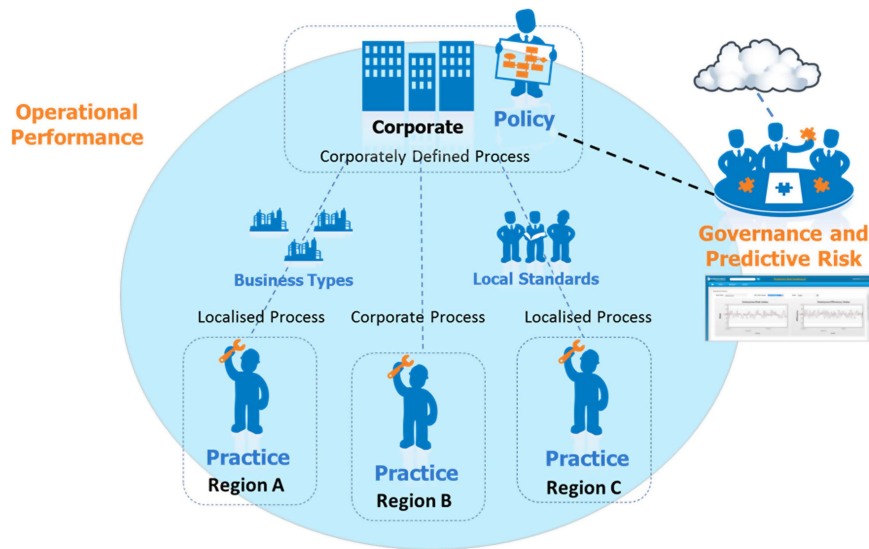 Operational
Performance
Corporate
Policy
Corporately Defined Process
Governance and
Predictive Risk
Business Types
Local Standards
Localised Process
Corporate Process
Localised Process
Practice
Region A
Practice
Region B
Practice
Region C